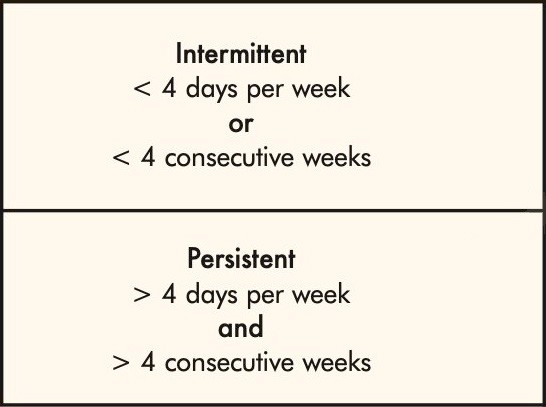 Intermittent
< 4 days per week
or
< 4 consecutive weeks
Persistent
> 4 days per week
and
> 4 consecutive weeks